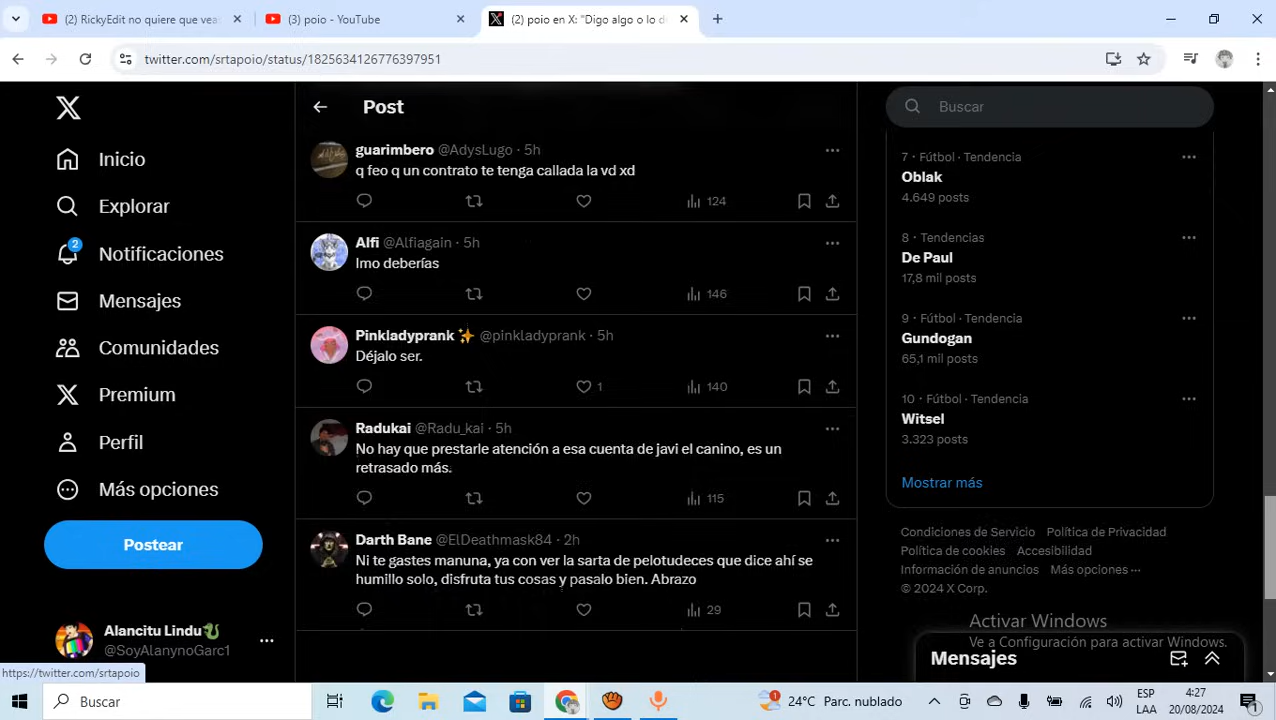 (2) RickyEdit no quiere que vea
(3) poio - YouTube
(2) poio en X: "Digo algo o lo d
twitter.com/srtapoio/status/1825634126776397951
Inicio
Explorar
2
Notificaciones
Mensajes
Comunidades
Premium
Perfil
Más opciones
Postear
Alancitu Lindu
@SoyAlanynoGarc1
https://twitter.com/srtapoio
Post
guarimbero @AdysLugo · 5h
q feo q un contrato te tenga callada la vd xd
124
Alfi @Alfiagain · 5h
Imo deberías
146
Pinkladyprank ✨ @pinkladyprank · 5h
Déjalo ser.
1 140
Radukai @Radu_kai · 5h
No hay que prestarle atención a esa cuenta de javi el canino, es un
retrasado más.
115
Darth Bane @ElDeathmask84 · 2h
Ni te gastes manuna, ya con ver la sarta de pelotudeces que dice ahí se
humillo solo, disfruta tus cosas y pasalo bien. Abrazo
29
Buscar
7 · Fútbol · Tendencia
Oblak
4.649 posts
8 · Tendencias
De Paul
17,8 mil posts
9 · Fútbol · Tendencia
Gundogan
65,1 mil posts
10 · Fútbol · Tendencia
Witsel
3.323 posts
Mostrar más
Condiciones de Servicio Política de Privacidad
Política de cookies Accesibilidad
Información de anuncios Más opciones ···
© 2024 X Corp.
Activar Windows
Ve a Configuración para activar Windows.
Mensajes
Buscar
24°C Parc. nublado
ESP
LAA
4:27
20/08/2024
1